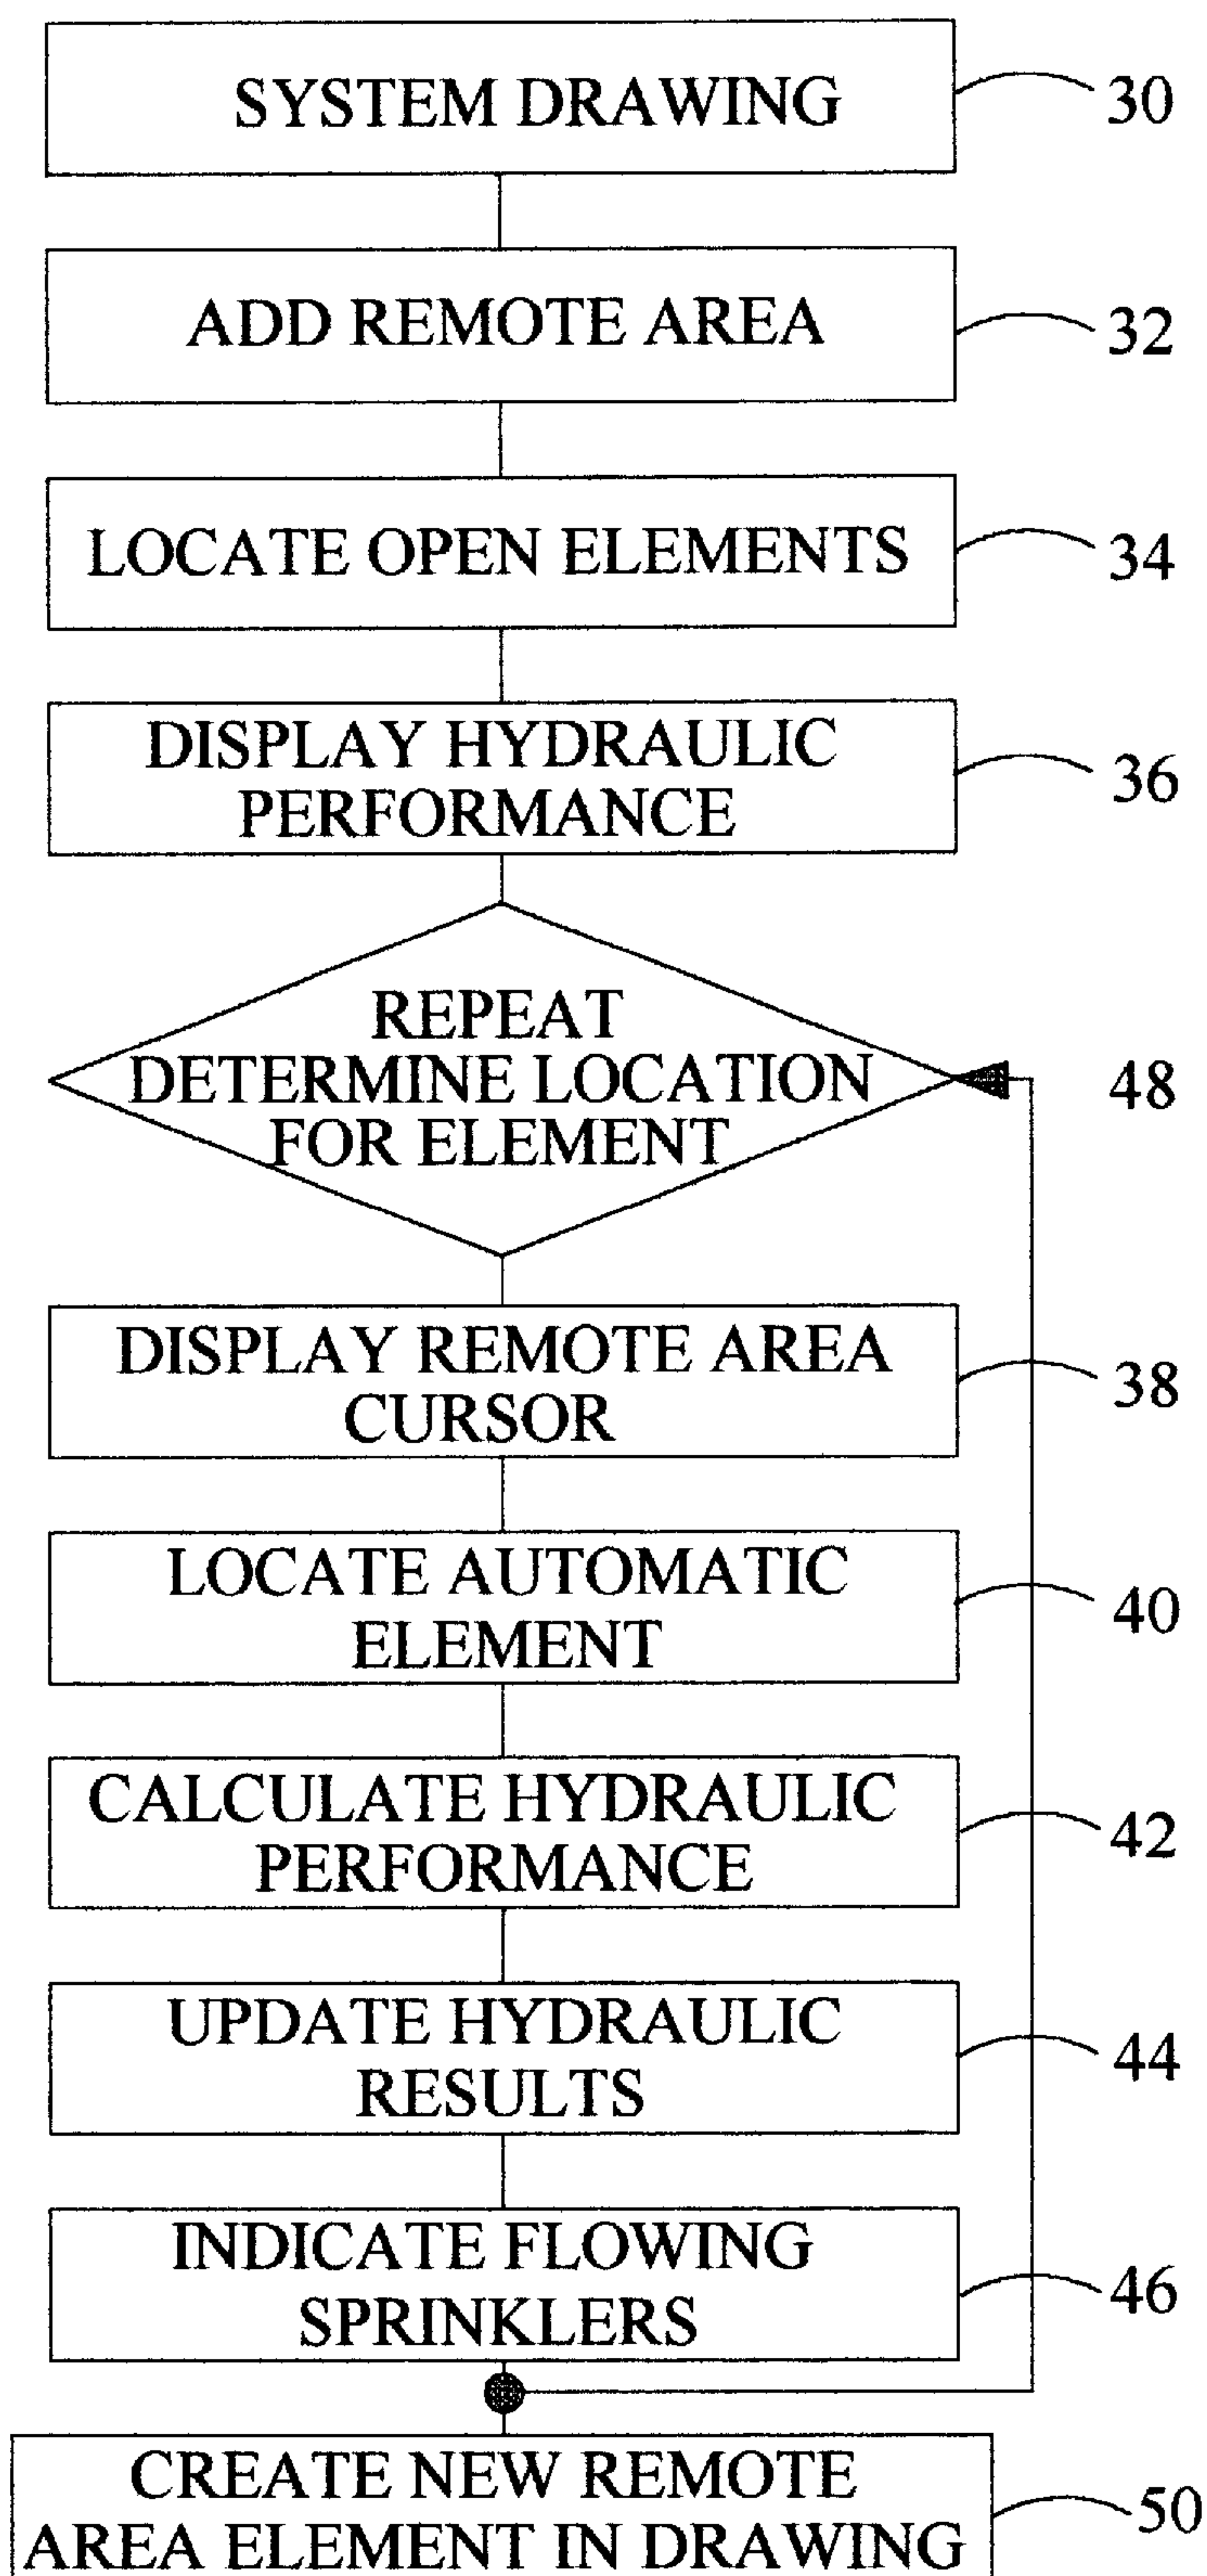 SYSTEM DRAWING
30
ADD REMOTE AREA
32
LOCATE OPEN ELEMENTS
34
DISPLAY HYDRAULIC
PERFORMANCE
36
REPEAT
DETERMINE LOCATION
FOR ELEMENT
48
DISPLAY REMOTE AREA
CURSOR
38
LOCATE AUTOMATIC
ELEMENT
40
CALCULATE HYDRAULIC
PERFORMANCE
42
UPDATE HYDRAULIC
RESULTS
44
INDICATE FLOWING
SPRINKLERS
46
CREATE NEW REMOTE
AREA ELEMENT IN DRAWING
50